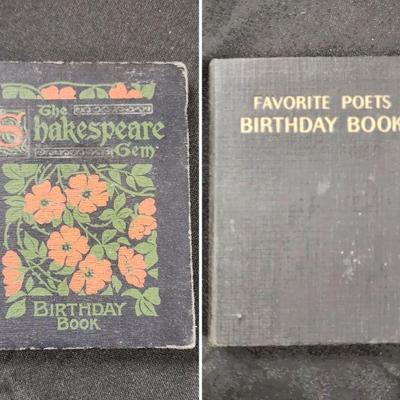 The
Shakespeare
Gem
BIRTHDAY
BOOK
FAVORITE POETS
BIRTHDAY BOOK